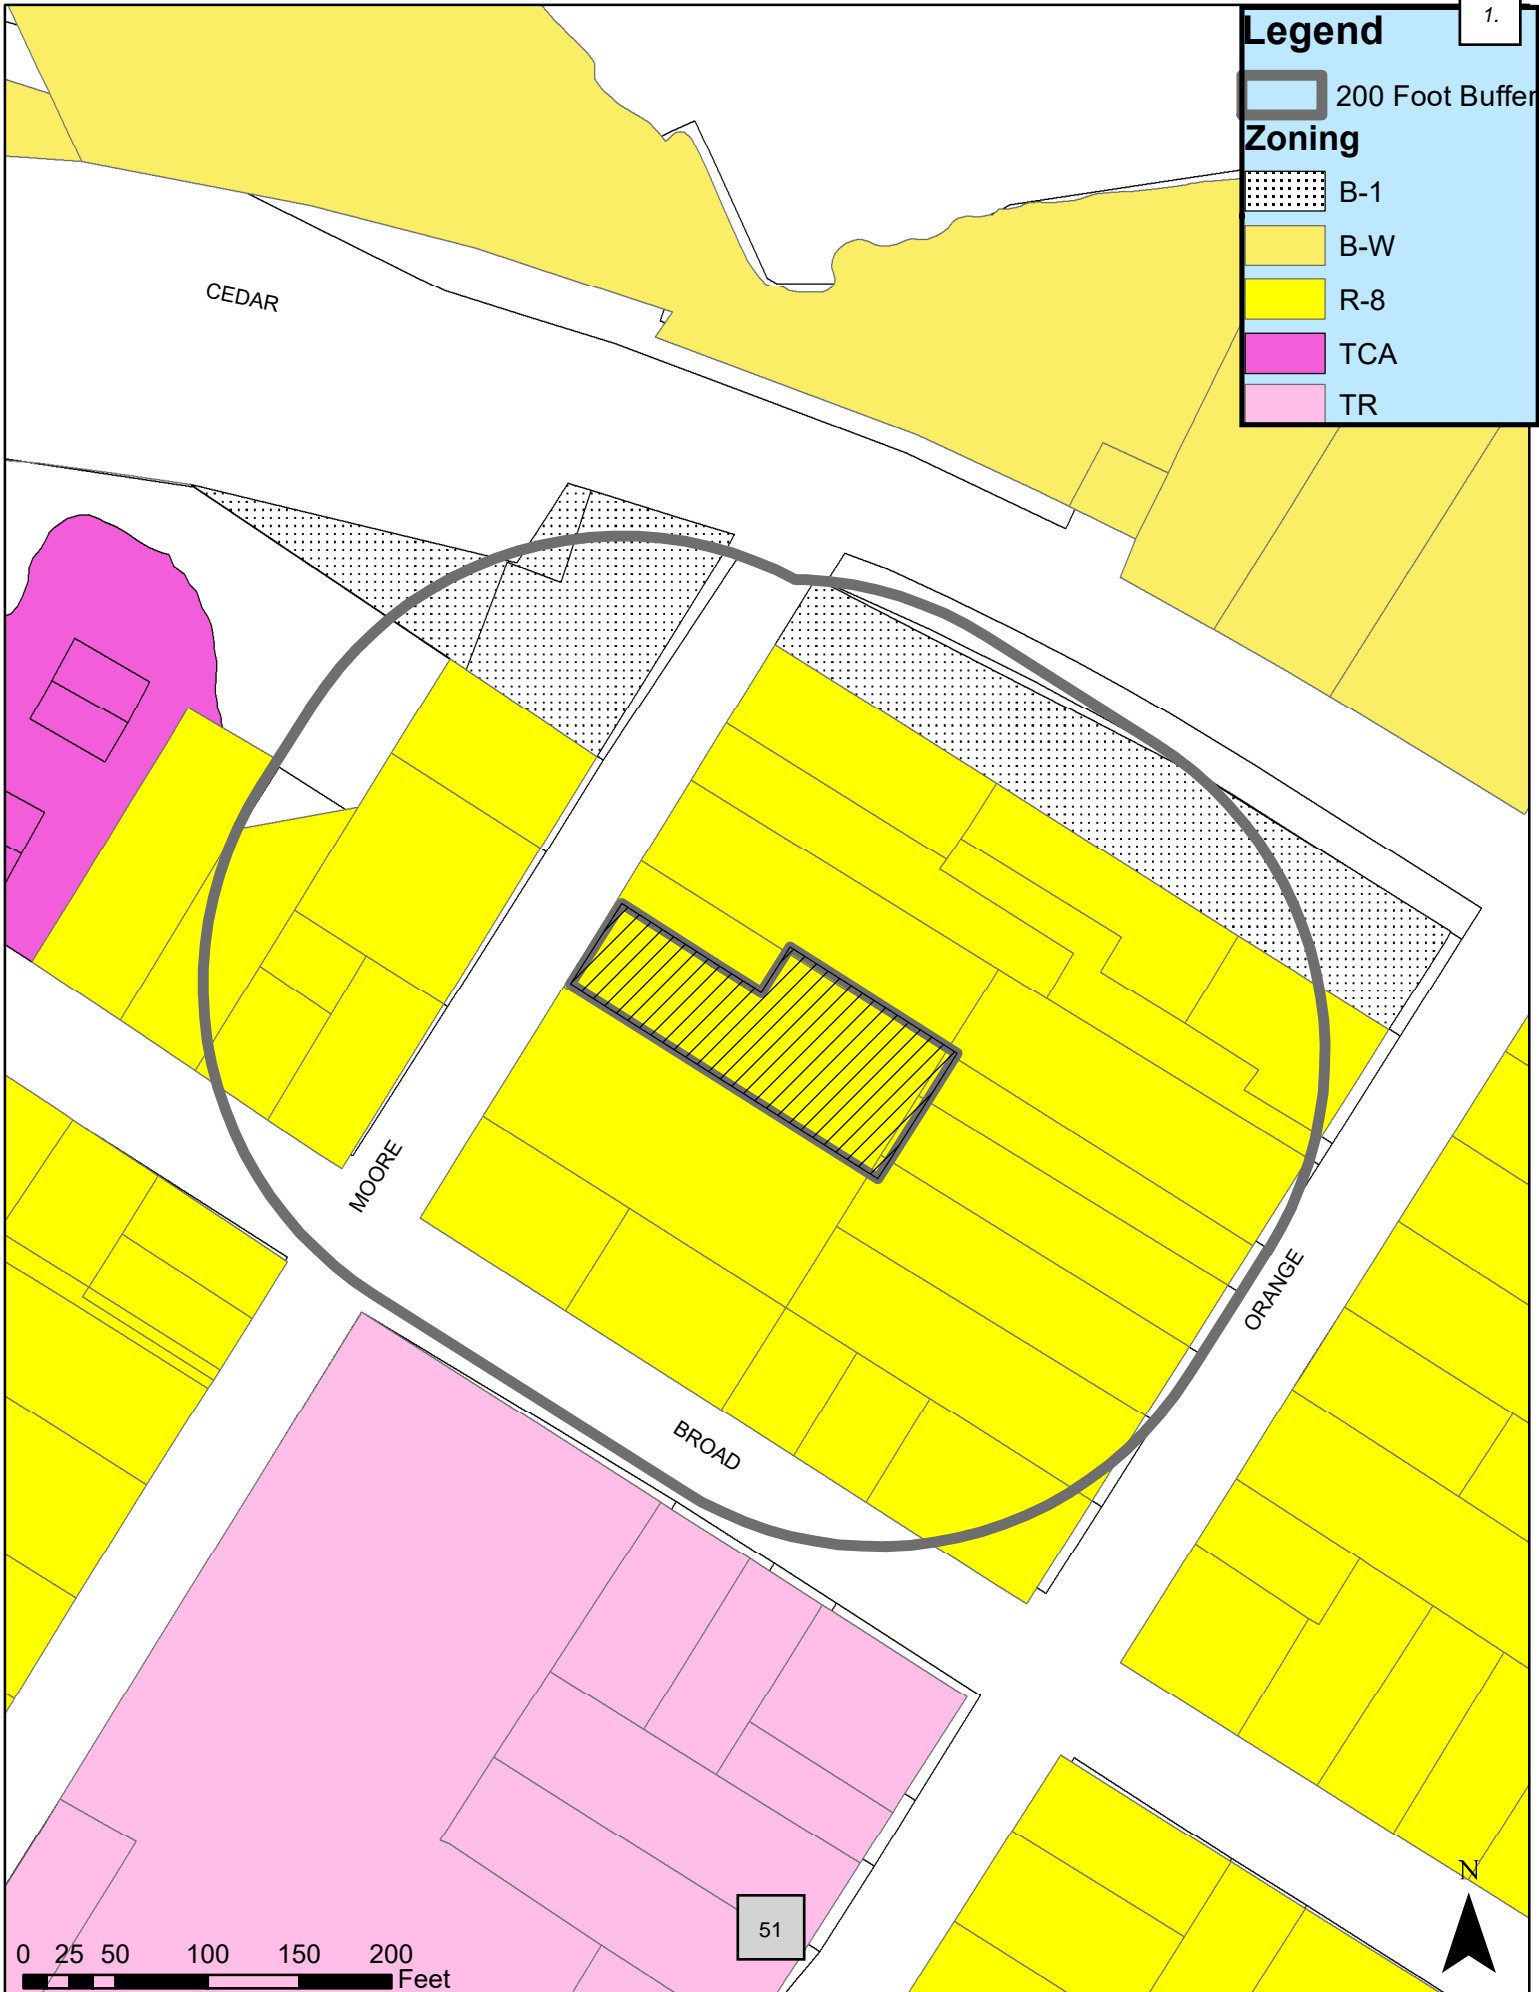 1.
Legend
200 Foot Buffer
Zoning
B-1
B-W
R-8
TCA
TR
CEDAR
MOORE
ORANGE
BROAD
N
51
0 25 50 100 150 200
Feet